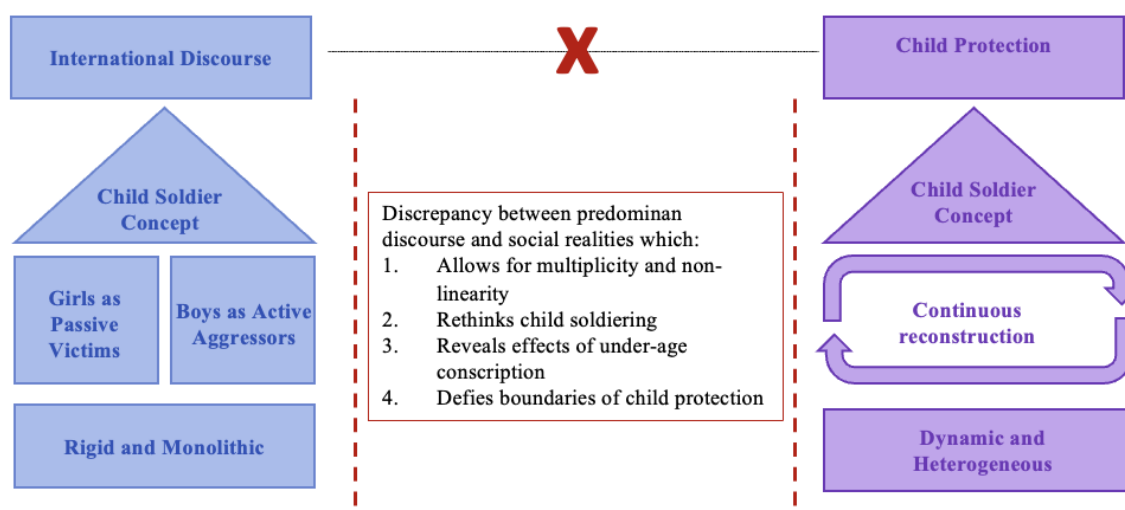 International Discourse
X
Child Protection
Child Soldier
Concept
Girls as
Passive
Victims
Boys as Active
Aggressors
Rigid and Monolithic
Discrepancy between predominan
discourse and social realities which:
1. Allows for multiplicity and non-
linearity
2. Rethinks child soldiering
3. Reveals effects of under-age
conscription
4. Defies boundaries of child protection
Child Soldier
Concept
Continuous
reconstruction
Dynamic and
Heterogeneous